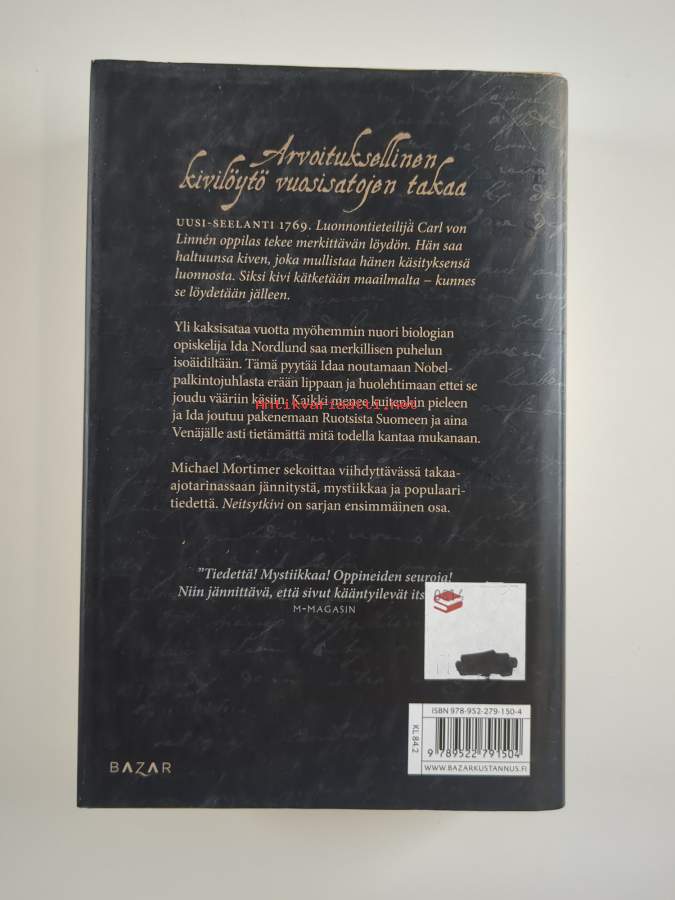 Arvoituksellinen
kivilöytö vuosisatojen takaa
UUSI-SEELANTI 1769. Luonnontieteilijä Carl von
Linnén oppilas tekee merkittävän löydön. Hän saa
haltuunsa kiven, joka mullistaa hänen käsityksensä
luonnosta. Siksi kivi kätketään maailmalta – kunnes
se löydetään jälleen.
Yli kaksisataa vuotta myöhemmin nuori biologian
opiskelija Ida Nordlund saa merkillisen puhelun
isoäidiltään. Tämä pyytää Idaa noutamaan Nobel-
palkintojuhlasta erään lippaan ja huolehtimaan ettei se
joudu vääriin käsiin. Kaikki menee kuitenkin pieleen
Antikvariaatti.net
ja Ida joutuu pakenemaan Ruotsista Suomeen ja aina
Venäjälle asti tietämättä mitä todella kantaa mukanaan.
Michael Mortimer sekoittaa viihdyttävässä takaa-
ajotarinassaan jännitystä, mystiikkaa ja populaari-
tiedettä. Neitsytkivi on sarjan ensimmäinen osa.
”Tiedettä! Mystiikkaa! Oppineiden seuroja!
Niin jännittävä, että sivut kääntyilevät
M-MAGASIN
ISBN 978-952-279-150-4
KL 84.2
9 789522 791504
WWW.BAZARKUSTANNUS.FI
BAZAR